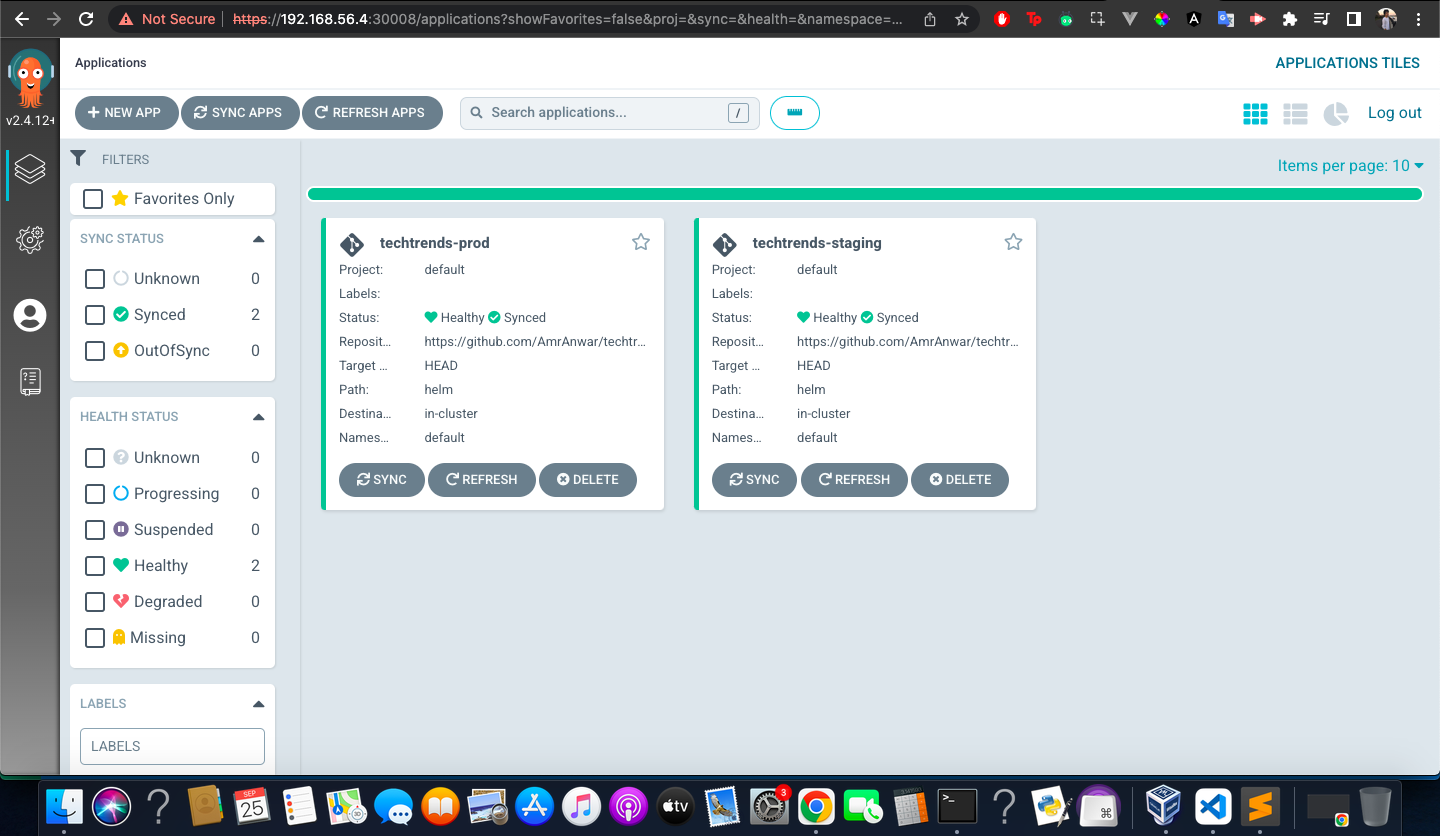 Not Secure https://192.168.56.4:30008/applications?showFavorites=false&proj=&sync=&health=&namespace=...
Applications
APPLICATIONS TILES
v2.4.12+
NEW APP SYNC APPS REFRESH APPS Search applications... / Log out
FILTERS
Items per page: 10
Favorites Only
SYNC STATUS
Unknown 0
Synced 2
OutOfSync 0
HEALTH STATUS
Unknown 0
Progressing 0
Suspended 0
Healthy 2
Degraded 0
Missing 0
LABELS
LABELS
techtrends-prod
Project: default
Labels:
Status: Healthy Synced
Reposit... https://github.com/AmrAnwar/techtr...
Target ... HEAD
Path: helm
Destina... in-cluster
Names... default
SYNC REFRESH DELETE
techtrends-staging
Project: default
Labels:
Status: Healthy Synced
Reposit... https://github.com/AmrAnwar/techtr...
Target ... HEAD
Path: helm
Destina... in-cluster
Names... default
SYNC REFRESH DELETE
SEP
25
tv
3